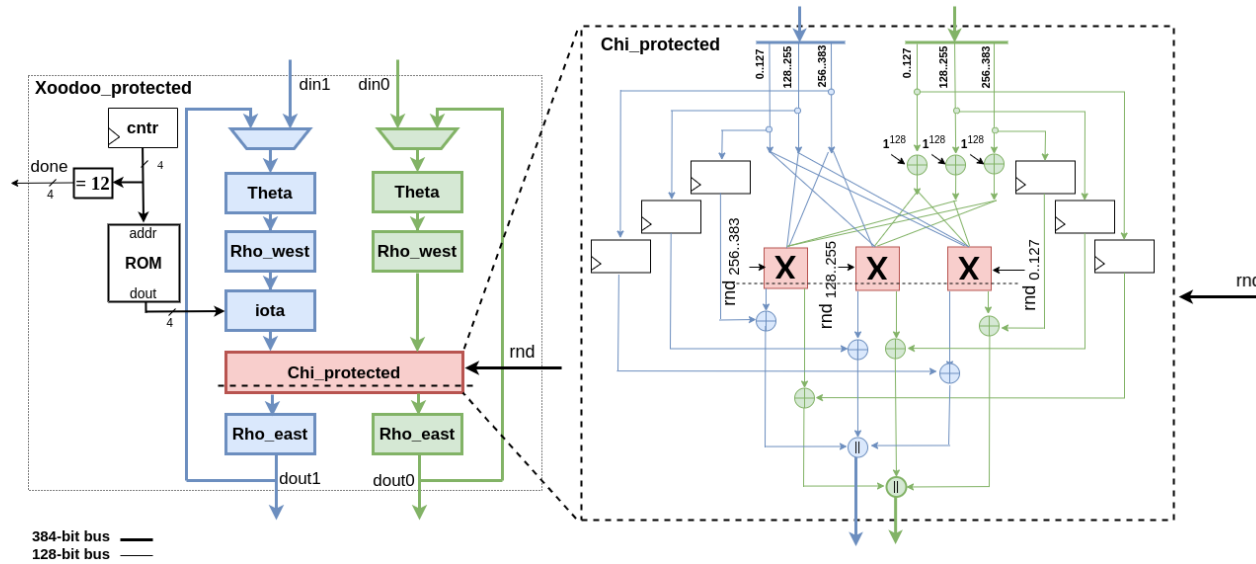 Xoodoo_protected
cntr
4
done
4
= 12
addr
ROM
dout
4
din1
din0
Theta
Theta
Rho_west
Rho_west
iota
Chi_protected
rnd
Rho_east
Rho_east
dout1
dout0
384-bit bus
128-bit bus
Chi_protected
0..127
128..255
256..383
0..127
128..255
256..383
1^128
1^128
1^128
rnd 256..383
X
rnd 128..255
X
X
rnd 0..127
||
||